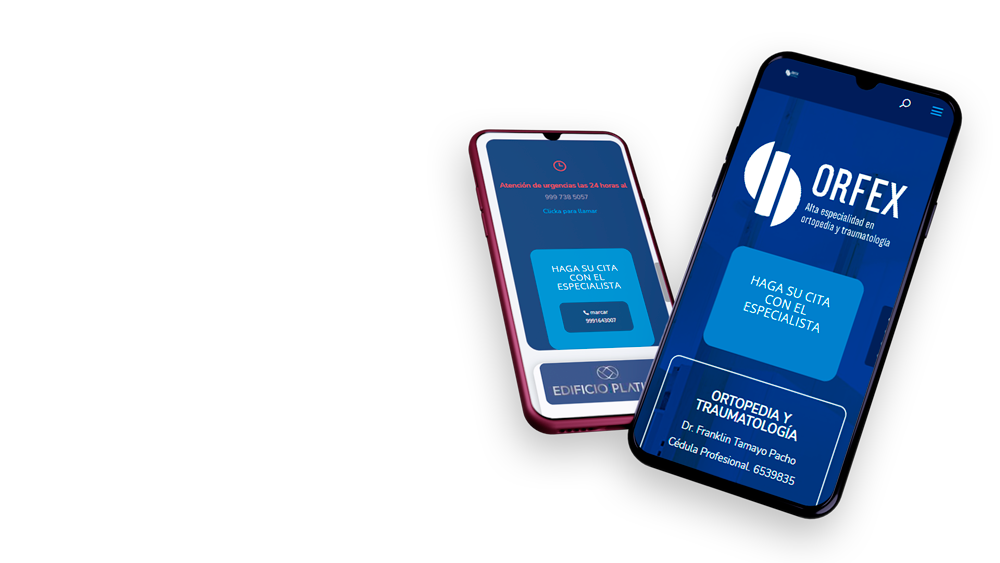 Atención de urgencias las 24 horas al
999 738 5057
Clicka para llamar
HAGA SU CITA
CON EL
ESPECIALISTA
marcar
9991643007
EDIFICIO PLATI
ORFEX
Alta especialidad en
ortopedia y traumatología
HAGA SU CITA
CON EL
ESPECIALISTA
ORTOPEDIA Y
TRAUMATOLOGÍA
Dr. Franklin Tamayo Pacho
Cédula Profesional. 6539835